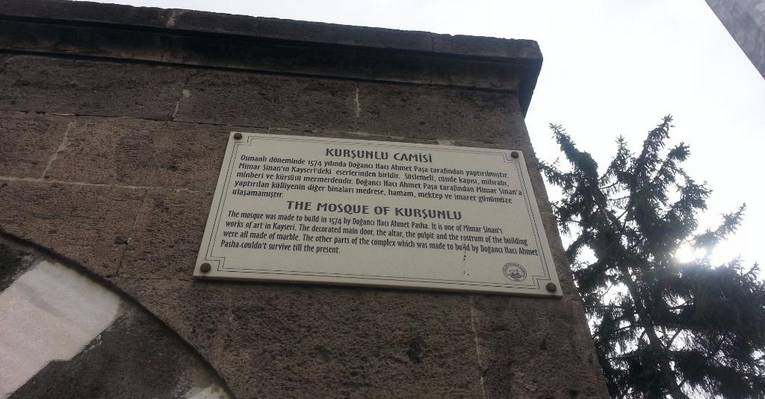 KURŞUNLU CAMİSİ
Osmanlı döneminde 1574 yılında Doğancı Hacı Ahmet Paşa tarafından yaptırılmıştır.
Mimar Sinan'ın Kayseri'deki eserlerinden biridir. Süslemeli, cümle kapısı, mihrabı,
minberi ve kürsüsü mermerdendir. Doğancı Hacı Ahmet Paşa tarafından Mimar Sinan'a
yaptırılan külliyenin diğer binaları medrese, hamam, mektep ve imaret günümüze
ulaşamamıştır.
THE MOSQUE OF KURŞUNLU
The mosque was made to build in 1574 by Doğancı Hacı Ahmet Pasha. It is one of Mimar Sinan's
works of art in Kayseri. The decorated main door, the altar, the pulpit and the rostrum of the building
were all made of marble. The other parts of the complex which was made to build by Doğancı Hacı Ahmet
Pasha couldn't survive till the present.